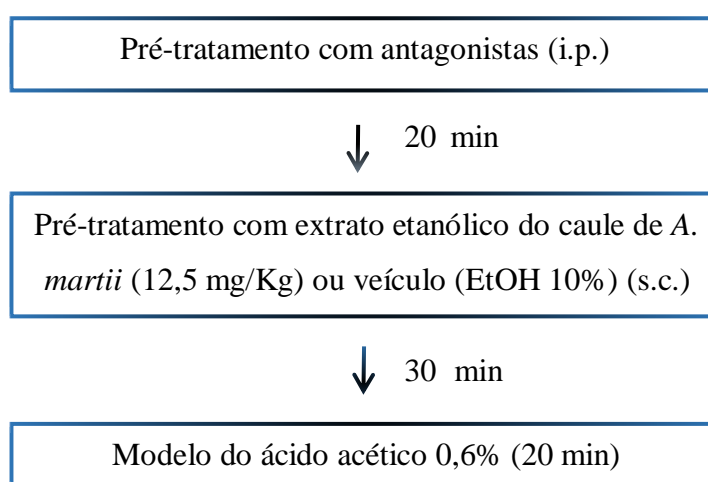 Pré-tratamento com antagonistas (i.p.)
20 min
Pré-tratamento com extrato etanólico do caule de A.
martii (12,5 mg/Kg) ou veículo (EtOH 10%) (s.c.)
30 min
Modelo do ácido acético 0,6% (20 min)